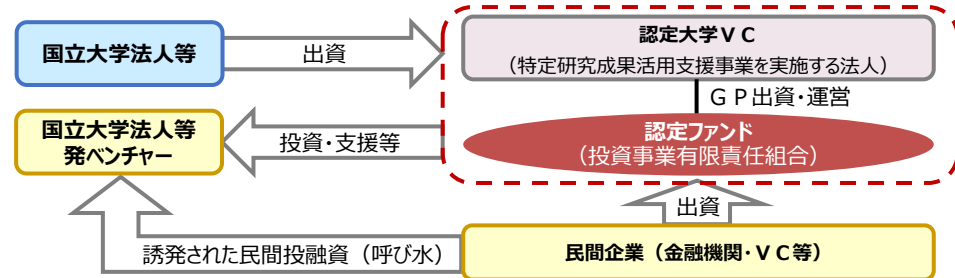 国立大学法人等
出資
認定大学ＶＣ
（特定研究成果活用支援事業を実施する法人）
ＧＰ出資・運営
国立大学法人等
発ベンチャー
投資・支援等
認定ファンド
（投資事業有限責任組合）
出資
誘発された民間投融資（呼び水）
民間企業（金融機関・ＶＣ等）